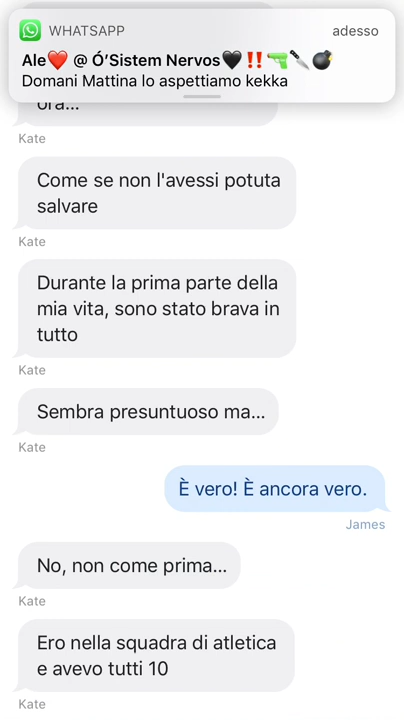 WHATSAPP
adesso
Ale❤️ @ Ó’Sistem Nervos🖤‼️🔫🔪💣
Domani Mattina lo aspettiamo kekka
ora...
Kate
Come se non l'avessi potuta
salvare
Kate
Durante la prima parte della
mia vita, sono stato brava in
tutto
Kate
Sembra presuntuoso ma...
Kate
È vero! È ancora vero.
James
No, non come prima...
Kate
Ero nella squadra di atletica
e avevo tutti 10
Kate